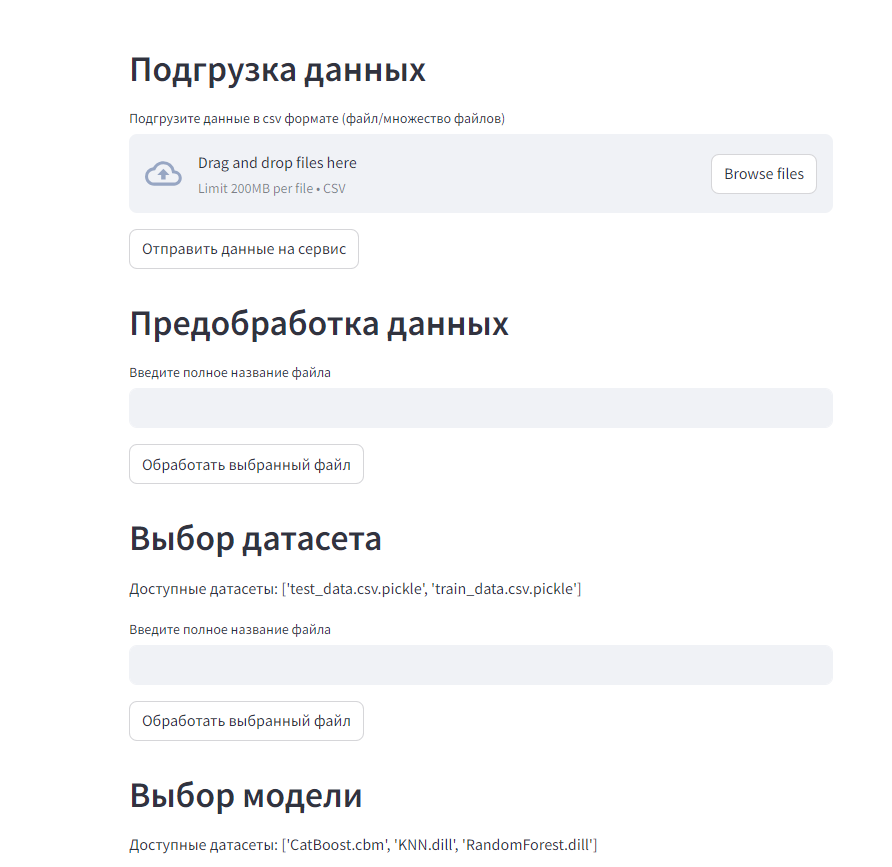 Подгрузка данных
Подгрузите данные в csv формате (файл/множество файлов)
Drag and drop files here
Limit 200MB per file • CSV
Browse files
Отправить данные на сервис
Предобработка данных
Введите полное название файла
Обработать выбранный файл
Выбор датасета
Доступные датасеты: ['test_data.csv.pickle', 'train_data.csv.pickle']
Введите полное название файла
Обработать выбранный файл
Выбор модели
Доступные датасеты: ['CatBoost.cbm', 'KNN.dill', 'RandomForest.dill']